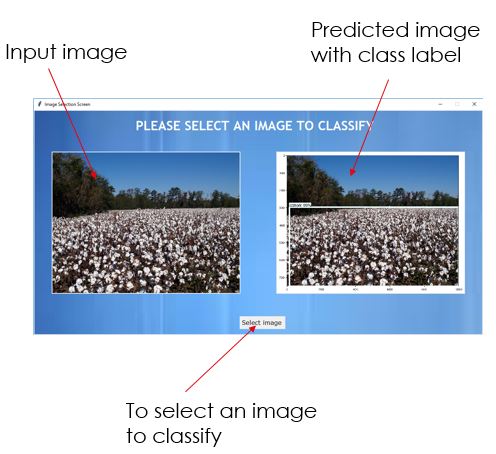 Predicted image
with class label
Input image
Image Selection Screen
PLEASE SELECT AN IMAGE TO CLASSIFY
Select image
To select an image
to classify